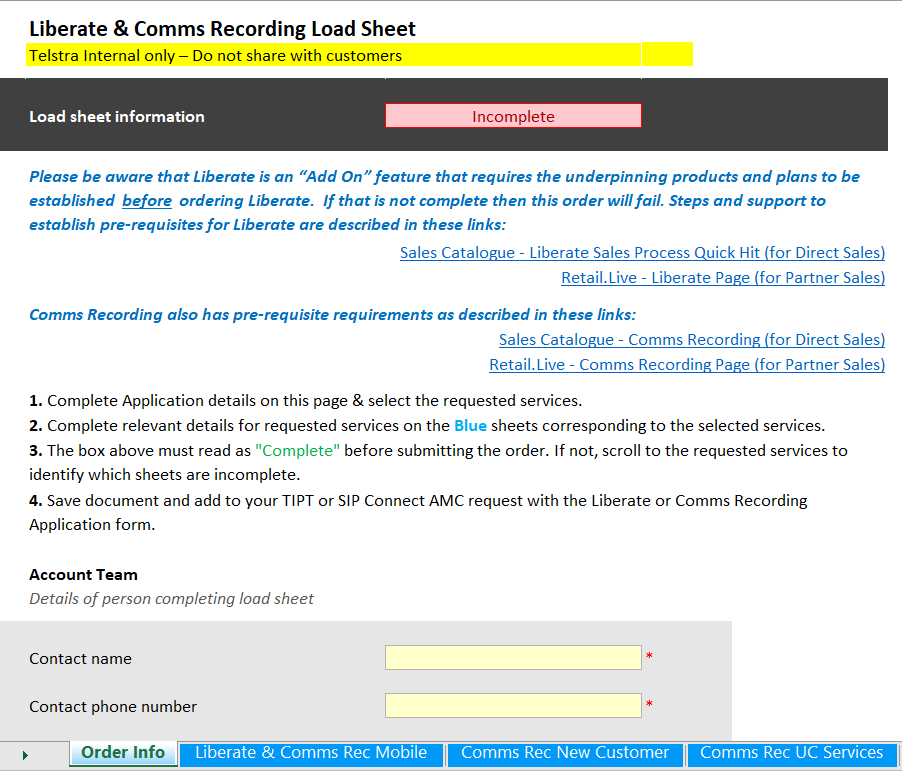 Liberate & Comms Recording Load Sheet
Telstra Internal only – Do not share with customers
Load sheet information
Incomplete
Please be aware that Liberate is an “Add On” feature that requires the underpinning products and plans to be
established before ordering Liberate. If that is not complete then this order will fail. Steps and support to
establish pre-requisites for Liberate are described in these links:
Sales Catalogue - Liberate Sales Process Quick Hit (for Direct Sales)
Retail.Live - Liberate Page (for Partner Sales)
Comms Recording also has pre-requisite requirements as described in these links:
Sales Catalogue - Comms Recording (for Direct Sales)
Retail.Live - Comms Recording Page (for Partner Sales)
1. Complete Application details on this page & select the requested services.
2. Complete relevant details for requested services on the Blue sheets corresponding to the selected services.
3. The box above must read as "Complete" before submitting the order. If not, scroll to the requested services to
identify which sheets are incomplete.
4. Save document and add to your TIPT or SIP Connect AMC request with the Liberate or Comms Recording
Application form.
Account Team
Details of person completing load sheet
Contact name *
Contact phone number *
Order Info Liberate & Comms Rec Mobile Comms Rec New Customer Comms Rec UC Services